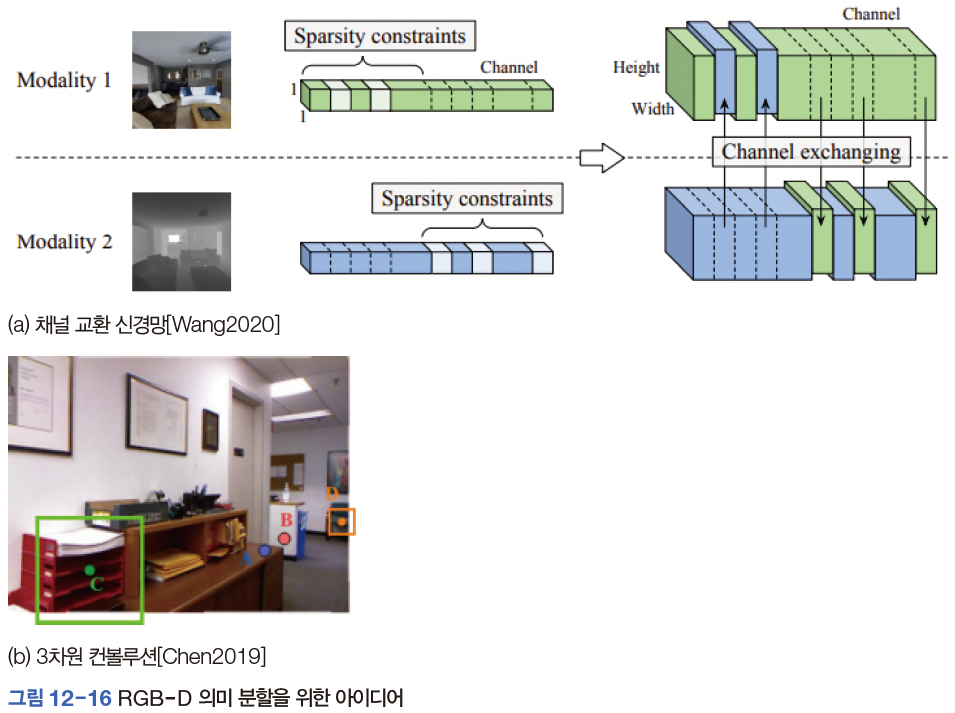 Channel
Sparsity constraints
Channel
Height
Modality 1
1
Width
1
Channel exchanging
Sparsity constraints
Modality 2
(a) 채널 교환 신경망[Wang2020]
D
B
A
C
(b) 3차원 컨볼루션[Chen2019]
그림 12-16 RGB-D 의미 분할을 위한 아이디어